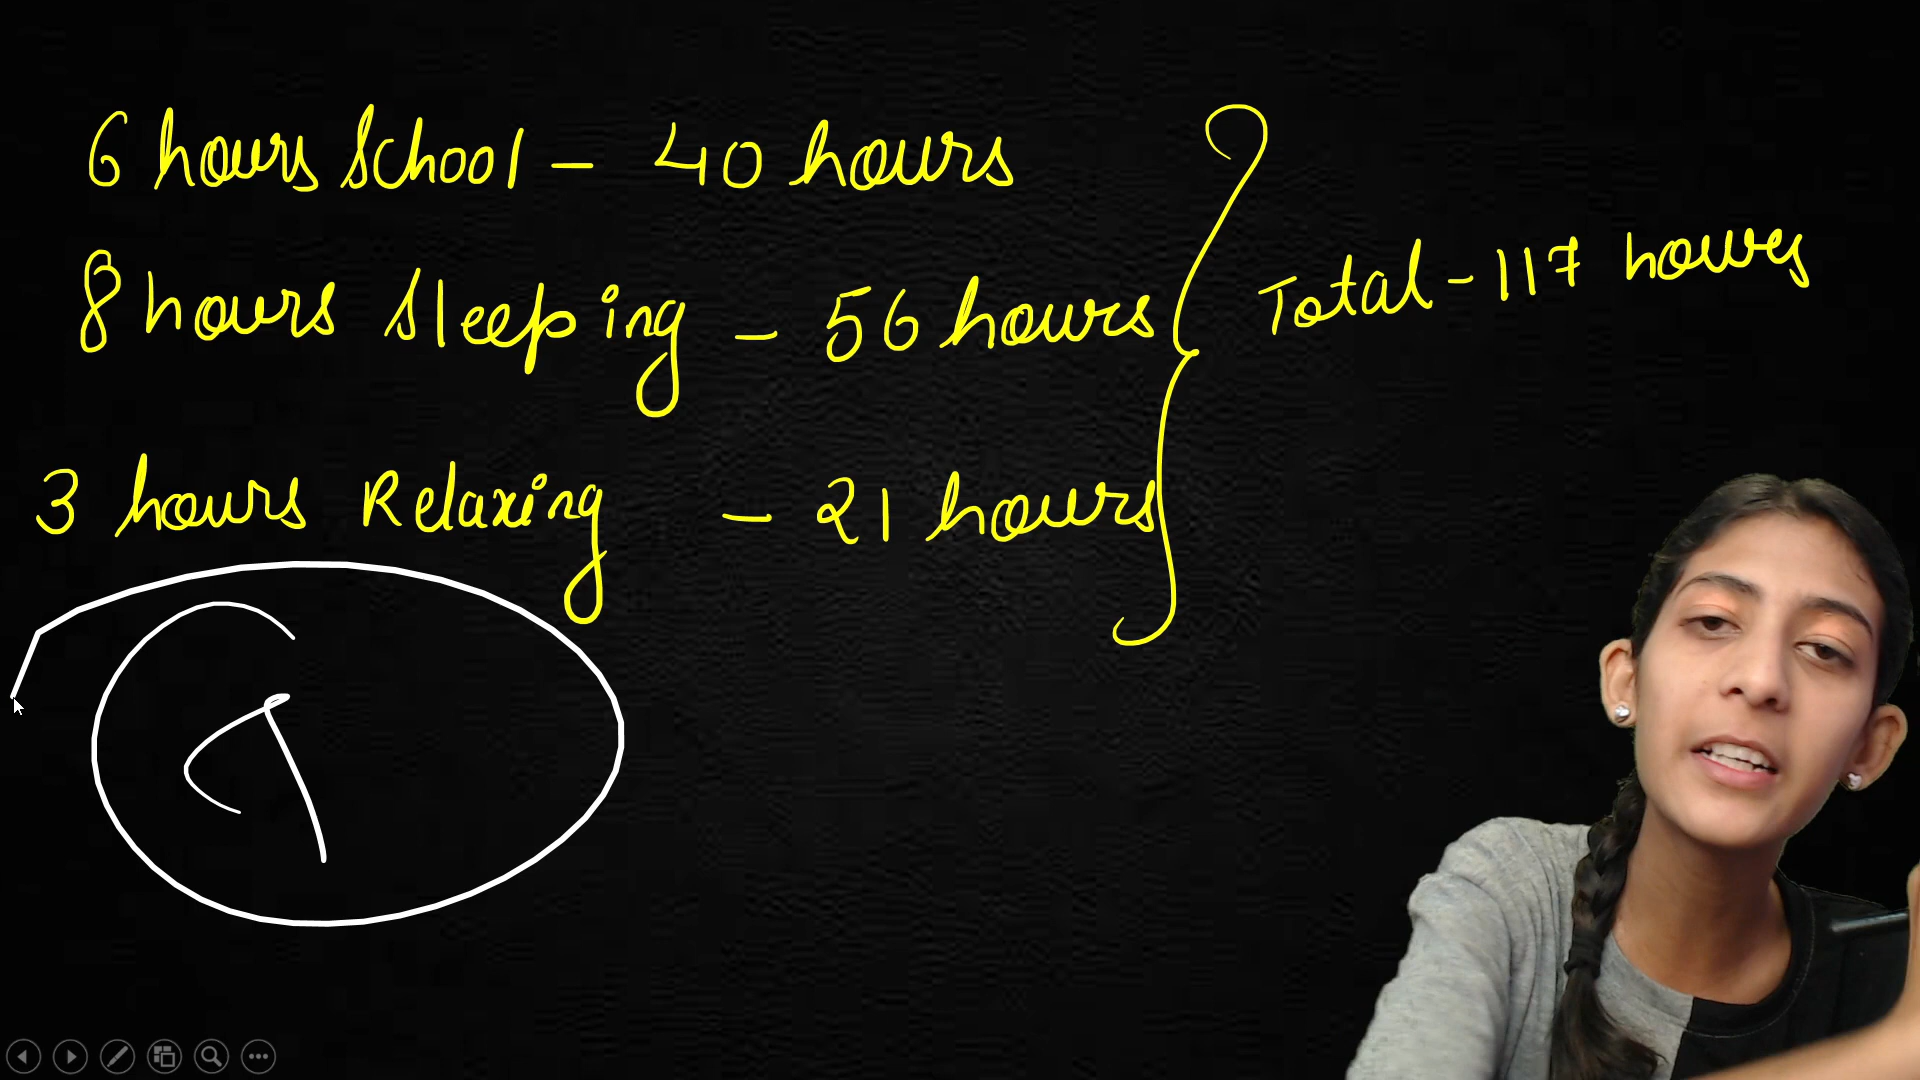 6 hours School - 40 hours
8 hours sleeping - 56 hours
3 hours Relaxing - 21 hours
Total - 117 hours